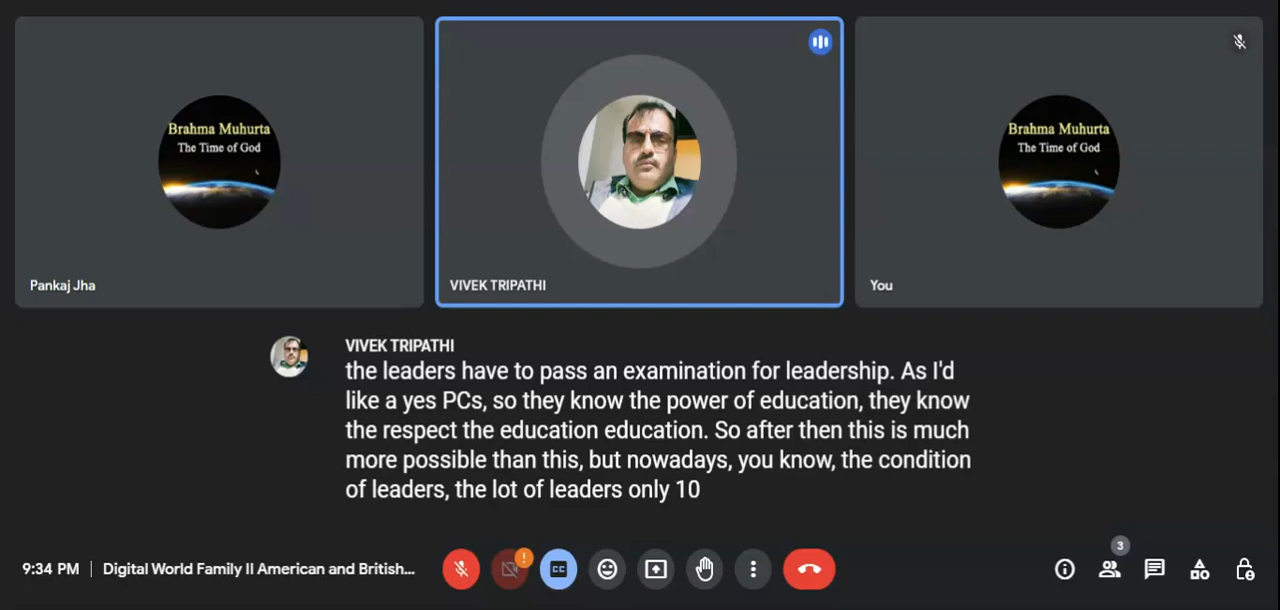 Brahma Muhurta
The Time of God
Pankaj Jha
VIVEK TRIPATHI
Brahma Muhurta
The Time of God
You
VIVEK TRIPATHI
the leaders have to pass an examination for leadership. As I'd
like a yes PCs, so they know the power of education, they know
the respect the education education. So after then this is much
more possible than this, but nowadays, you know, the condition
of leaders, the lot of leaders only 10
9:34 PM | Digital World Family II American and British...
!
CC
3